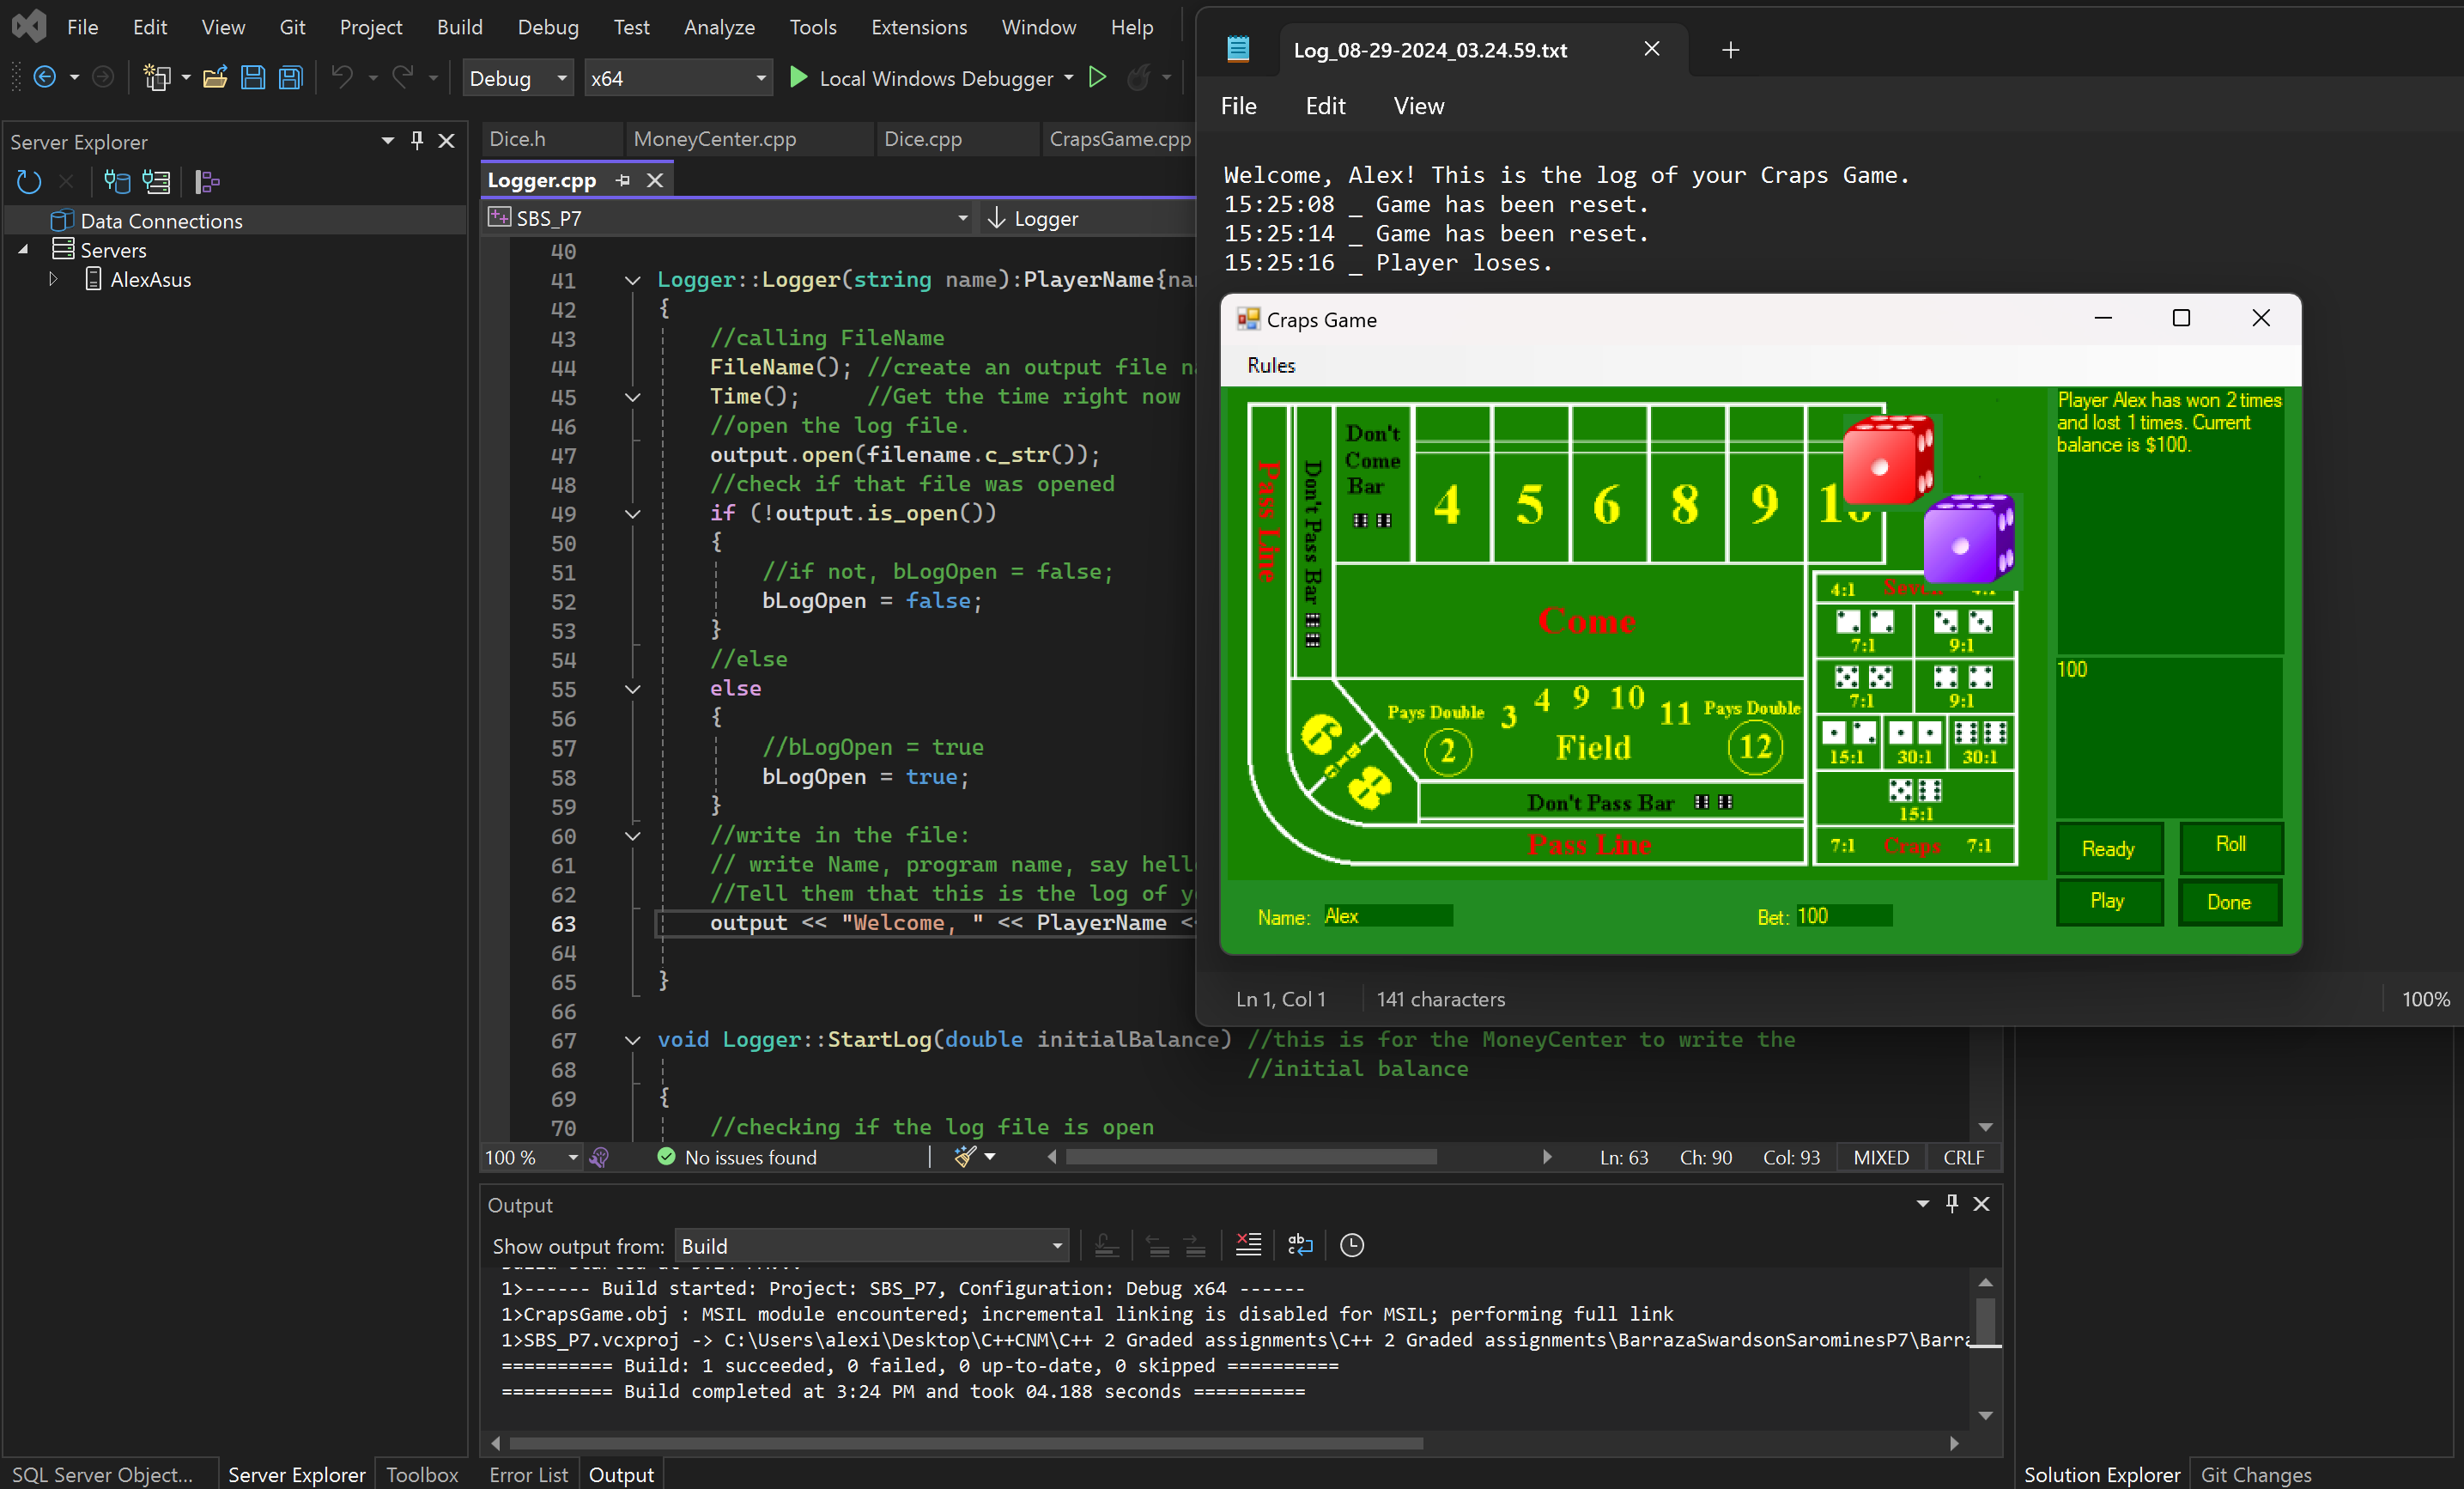 File Edit View Git Project Build Debug Test Analyze Tools Extensions Window Help
Debug x64 Local Windows Debugger
Server Explorer
Data Connections
Servers
AlexAsus
Dice.h MoneyCenter.cpp Dice.cpp CrapsGame.cpp
Logger.cpp
SBS_P7 Logger
40
41 Logger::Logger(string name):PlayerName{
42 {
43 //calling FileName
44 FileName(); //create an output file
45 Time(); //Get the time right now
46 //open the log file.
47 output.open(filename.c_str());
48 //check if that file was opened
49 if (!output.is_open())
50 {
51 //if not, bLogOpen = false;
52 bLogOpen = false;
53 }
54 //else
55 else
56 {
57 //bLogOpen = true
58 bLogOpen = true;
59 }
60 //write in the file:
61 // write Name, program name, say
62 //Tell them that this is the log of
63 output << "Welcome, " << PlayerName
64
65 }
66
67 void Logger::StartLog(double initialBalance) //this is for the MoneyCenter to write the
68 //initial balance
69 {
70 //checking if the log file is open
100 % No issues found Ln: 63 Ch: 90 Col: 93 MIXED CRLF
Output
Show output from: Build
1>------ Build started: Project: SBS_P7, Configuration: Debug x64 ------
1>CrapsGame.obj : MSIL module encountered; incremental linking is disabled for MSIL; performing full link
1>SBS_P7.vcxproj -> C:\Users\alexi\Desktop\C++CNM\C++ 2 Graded assignments\C++ 2 Graded assignments\BarrazaSwardsonSarominesP7\Barra
========== Build: 1 succeeded, 0 failed, 0 up-to-date, 0 skipped ==========
========== Build completed at 3:24 PM and took 04.188 seconds ==========
SQL Server Object... Server Explorer Toolbox Error List Output Solution Explorer Git Changes
Log_08-29-2024_03.24.59.txt
File Edit View
Welcome, Alex! This is the log of your Craps Game.
15:25:08 _ Game has been reset.
15:25:14 _ Game has been reset.
15:25:16 _ Player loses.
Ln 1, Col 1 141 characters 100%
Craps Game
Rules
Pass Line
Don't Pass Bar
Don't
Come
Bar
4 5 6 8 9 10
Come
Pays Double 3 4 9 10 11 Pays Double
2 Field 12
6 BIG 8
Don't Pass Bar
Pass Line
4:1 4:1
7:1 9:1
7:1 9:1
15:1 30:1 30:1
15:1
7:1 Craps 7:1
Player Alex has won 2 times
and lost 1 times. Current
balance is $100.
100
Ready Roll
Play Done
Name: Alex Bet: 100